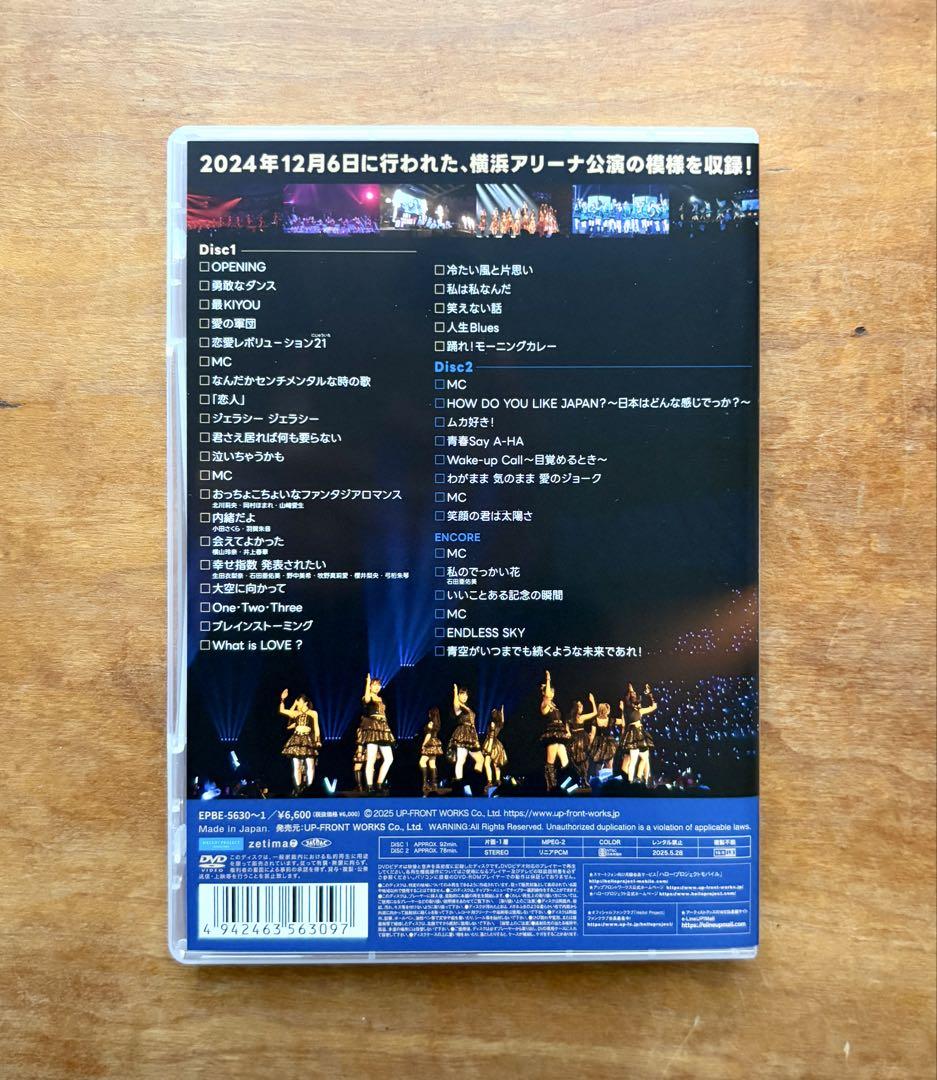 2024年12月6日に行われた、横浜アリーナ公演の模様を収録！
Disc1
□OPENING
□勇敢なダンス
□最KIYOU
□愛の軍団
□恋愛レボリューション21
□MC
□なんだかセンチメンタルな時の歌
□「恋人」
□ジェラシー ジェラシー
□君さえ居れば何も要らない
□泣いちゃうかも
□MC
□おっちょこちょいなファンタジアロマンス
北川莉央・岡村ほまれ・山﨑愛生
□内緒だよ
小田さくら・羽賀朱音
□会えてよかった
横山玲奈・井上春華
□幸せ指数 発表されたい
生田衣梨奈・石田亜佑美・野中美希・牧野真莉愛・櫻井梨央・弓桁朱琴
□大空に向かって
□One・Two・Three
□ブレインストーミング
□What is LOVE？
□冷たい風と片思い
□私は私なんだ
□笑えない話
□人生Blues
□踊れ！モーニングカレー
Disc2
□MC
□HOW DO YOU LIKE JAPAN？～日本はどんな感じでっか？～
□ムカ好き！
□青春Say A-HA
□Wake-up Call～目覚めるとき～
□わがまま 気のまま 愛のジョーク
□MC
□笑顔の君は太陽さ
ENCORE
□MC
□私のでっかい花
石田亜佑美
□いいことある記念の瞬間
□MC
□ENDLESS SKY
□青空がいつまでも続くような未来であれ！
EPBE-5630～1／¥6,600（税抜価格 ¥6,000） ©2025 UP-FRONT WORKS Co., Ltd. https://www.up-front-works.jp/
Made in Japan. 発売元：UP-FRONT WORKS Co., Ltd. WARNING:All Rights Reserved. Unauthorized duplication is a violation of applicable laws.
HELLO! PROJECT zetima
DISC 1 APPROX. 92min. 片面・1層 MPEG-2 COLOR レンタル禁止 複製不能
DISC 2 APPROX. 78min. STEREO リニアPCM 2025.5.28
DVD VIDEO
4 942463 563097